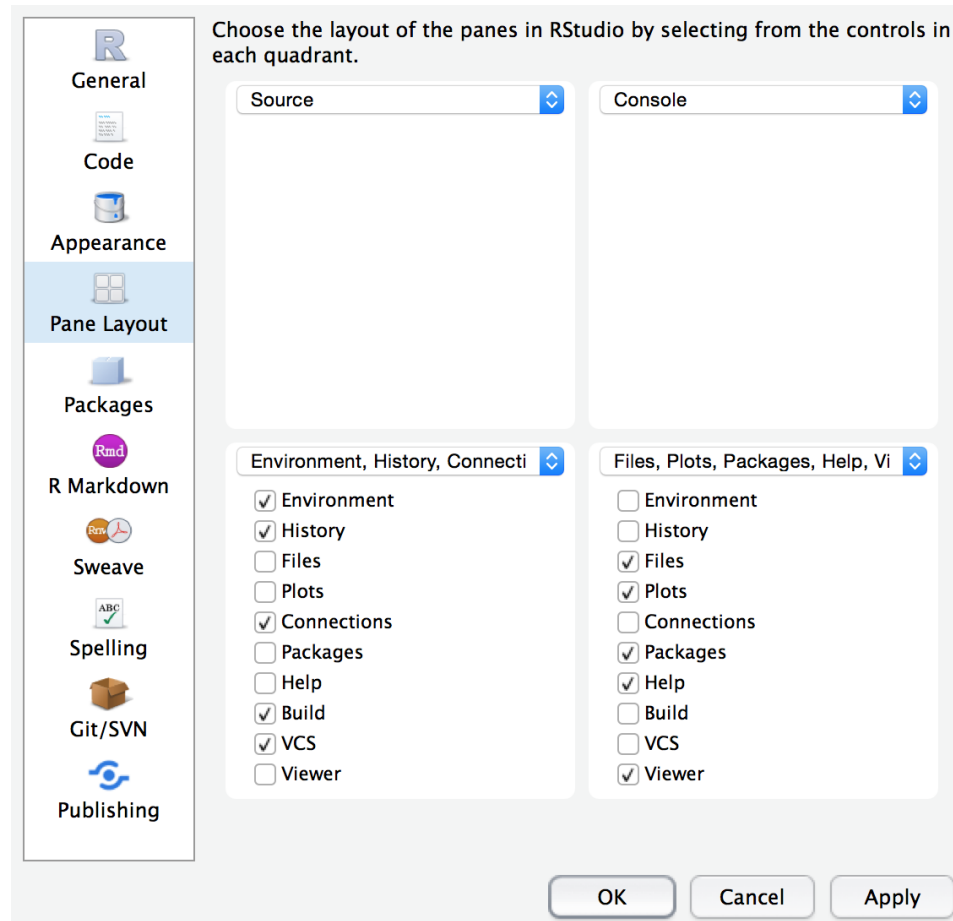 Choose the layout of the panes in RStudio by selecting from the controls in
each quadrant.
R
General
Code
Appearance
Pane Layout
Packages
Rmd
R Markdown
Rnw
Sweave
ABC
Spelling
Git/SVN
Publishing
Source
Console
Environment, History, Connecti
Environment
History
Files
Plots
Connections
Packages
Help
Build
VCS
Viewer
Files, Plots, Packages, Help, Vi
Environment
History
Files
Plots
Connections
Packages
Help
Build
VCS
Viewer
OK
Cancel
Apply